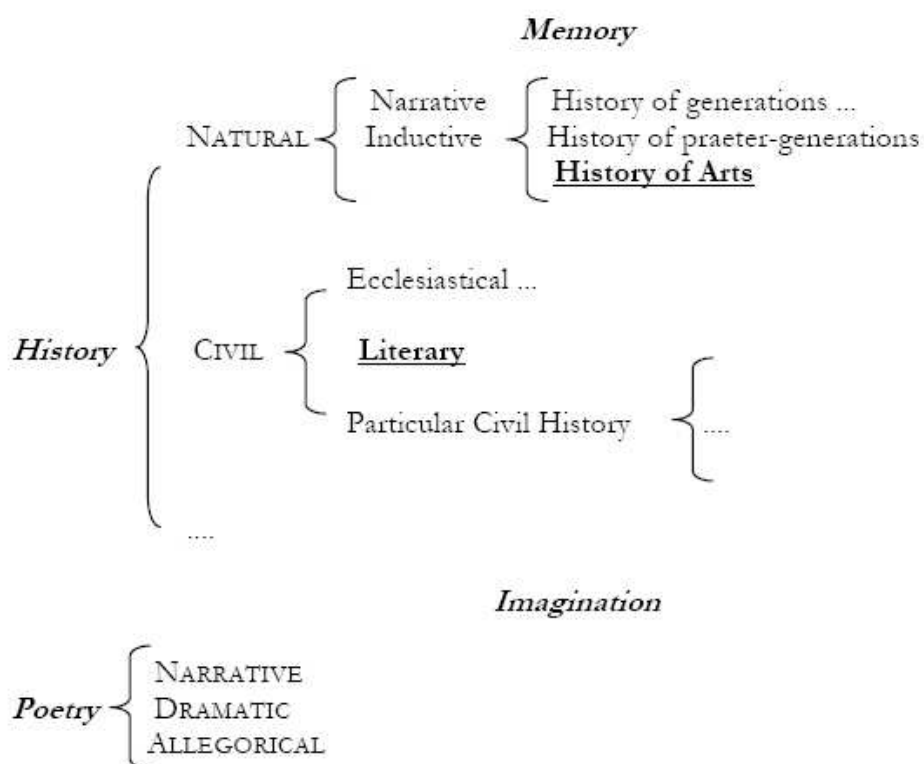 Memory
Narrative History of generations ...
NATURAL Inductive History of praeter-generations
History of Arts
Ecclesiastical ...
History CIVIL Literary
Particular Civil History ....
....
Imagination
NARRATIVE
Poetry DRAMATIC
ALLEGORICAL